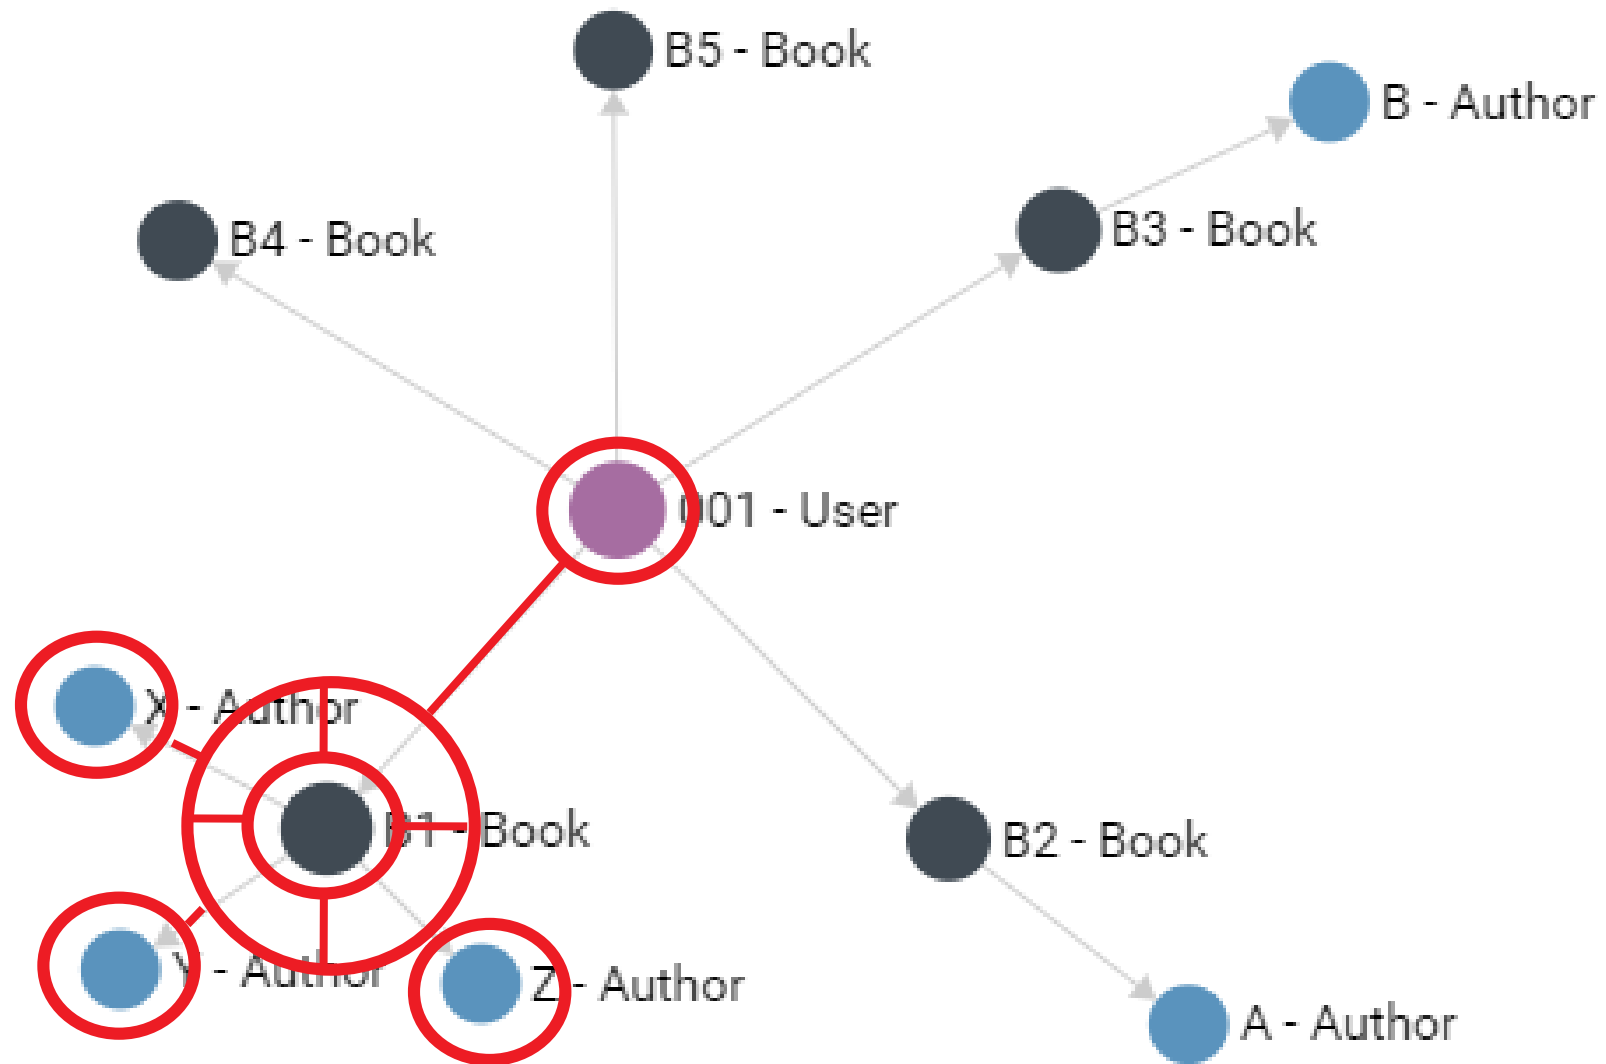 B5 - Book
B - Author
B4 - Book
B3 - Book
001 - User
X - Author
B1 - Book
B2 - Book
Y - Author
Z - Author
A - Author